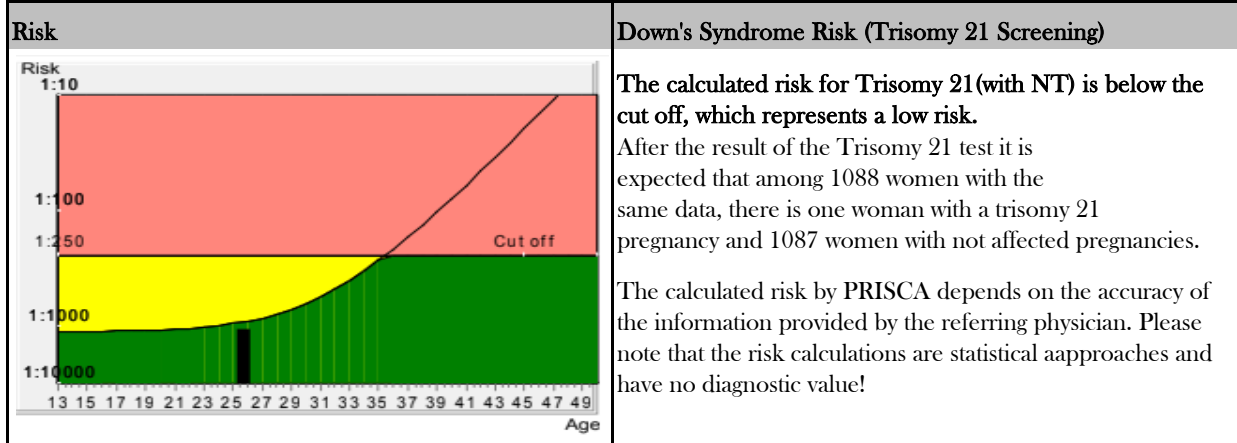 Risk
Down's Syndrome Risk (Trisomy 21 Screening)
Risk
1:10
1:100
1:250
Cut off
1:1000
1:10000
13 15 17 19 21 23 25 27 29 31 33 35 37 39 41 43 45 47 49
Age
The calculated risk for Trisomy 21(with NT) is below the
cut off, which represents a low risk.
After the result of the Trisomy 21 test it is
expected that among 1088 women with the
same data, there is one woman with a trisomy 21
pregnancy and 1087 women with not affected pregnancies.
The calculated risk by PRISCA depends on the accuracy of
the information provided by the referring physician. Please
note that the risk calculations are statistical aapproaches and
have no diagnostic value!